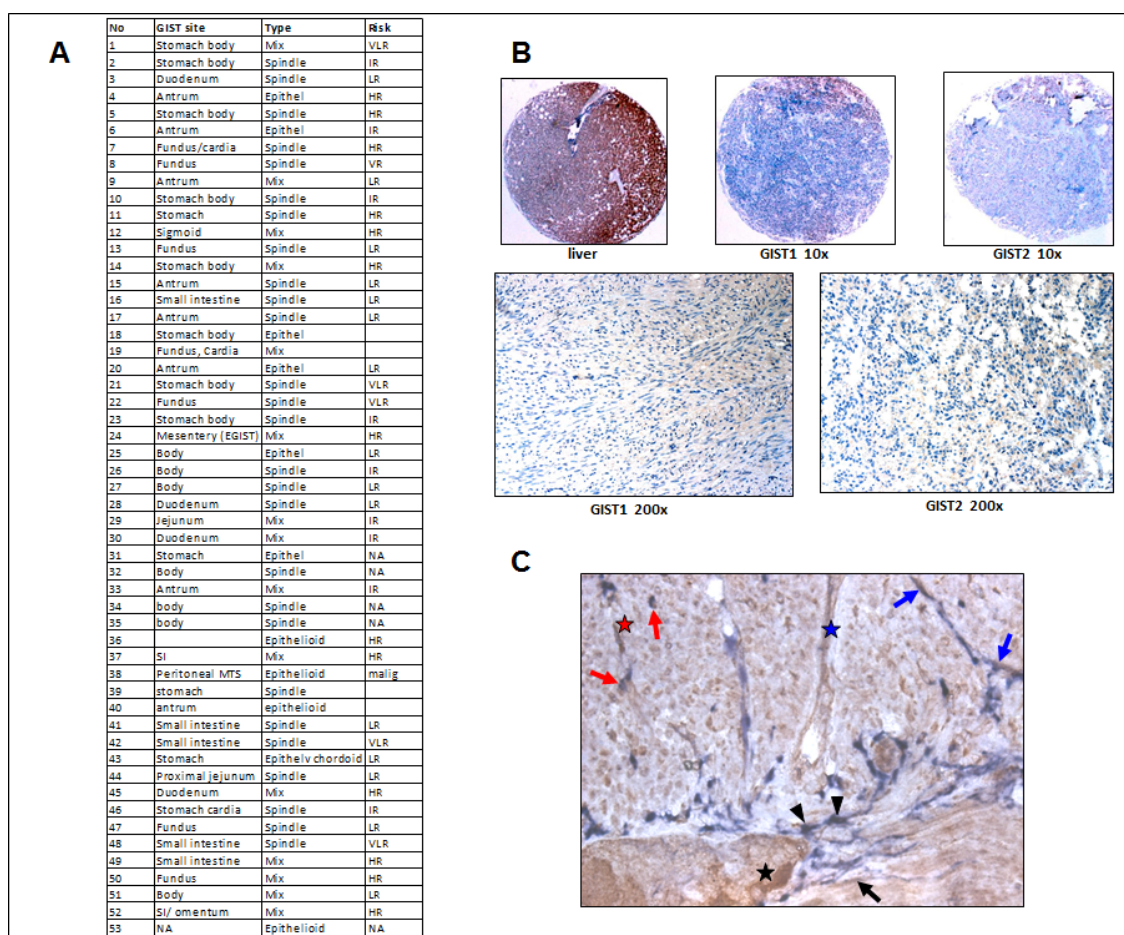 A
No GIST site Type Risk
1 Stomach body Mix VLR
2 Stomach body Spindle IR
3 Duodenum Spindle LR
4 Antrum Epithel HR
5 Stomach body Spindle HR
6 Antrum Epithel IR
7 Fundus/cardia Spindle HR
8 Fundus Spindle VR
9 Antrum Mix LR
10 Stomach body Spindle IR
11 Stomach Spindle HR
12 Sigmoid Mix HR
13 Fundus Spindle LR
14 Stomach body Mix HR
15 Antrum Spindle LR
16 Small intestine Spindle LR
17 Antrum Spindle LR
18 Stomach body Epithel
19 Fundus, Cardia Mix
20 Antrum Epithel LR
21 Stomach body Spindle VLR
22 Fundus Spindle VLR
23 Stomach body Spindle IR
24 Mesentery (EGIST) Mix HR
25 Body Epithel LR
26 Body Spindle IR
27 Body Spindle LR
28 Duodenum Spindle LR
29 Jejunum Mix IR
30 Duodenum Mix IR
31 Stomach Epithel NA
32 Body Spindle NA
33 Antrum Mix IR
34 body Spindle NA
35 body Spindle NA
36 Epithelioid HR
37 SI Mix HR
38 Peritoneal MTS Epithelioid malig
39 stomach Spindle
40 antrum epithelioid
41 Small intestine Spindle LR
42 Small intestine Spindle VLR
43 Stomach Epithelv chordoid LR
44 Proximal jejunum Spindle LR
45 Duodenum Mix HR
46 Stomach cardia Spindle IR
47 Fundus Spindle LR
48 Small intestine Spindle VLR
49 Small intestine Mix HR
50 Fundus Mix HR
51 Body Mix LR
52 SI/ omentum Mix HR
53 NA Epithelioid NA
B
liver GIST1 10x GIST2 10x
GIST1 200x GIST2 200x
C